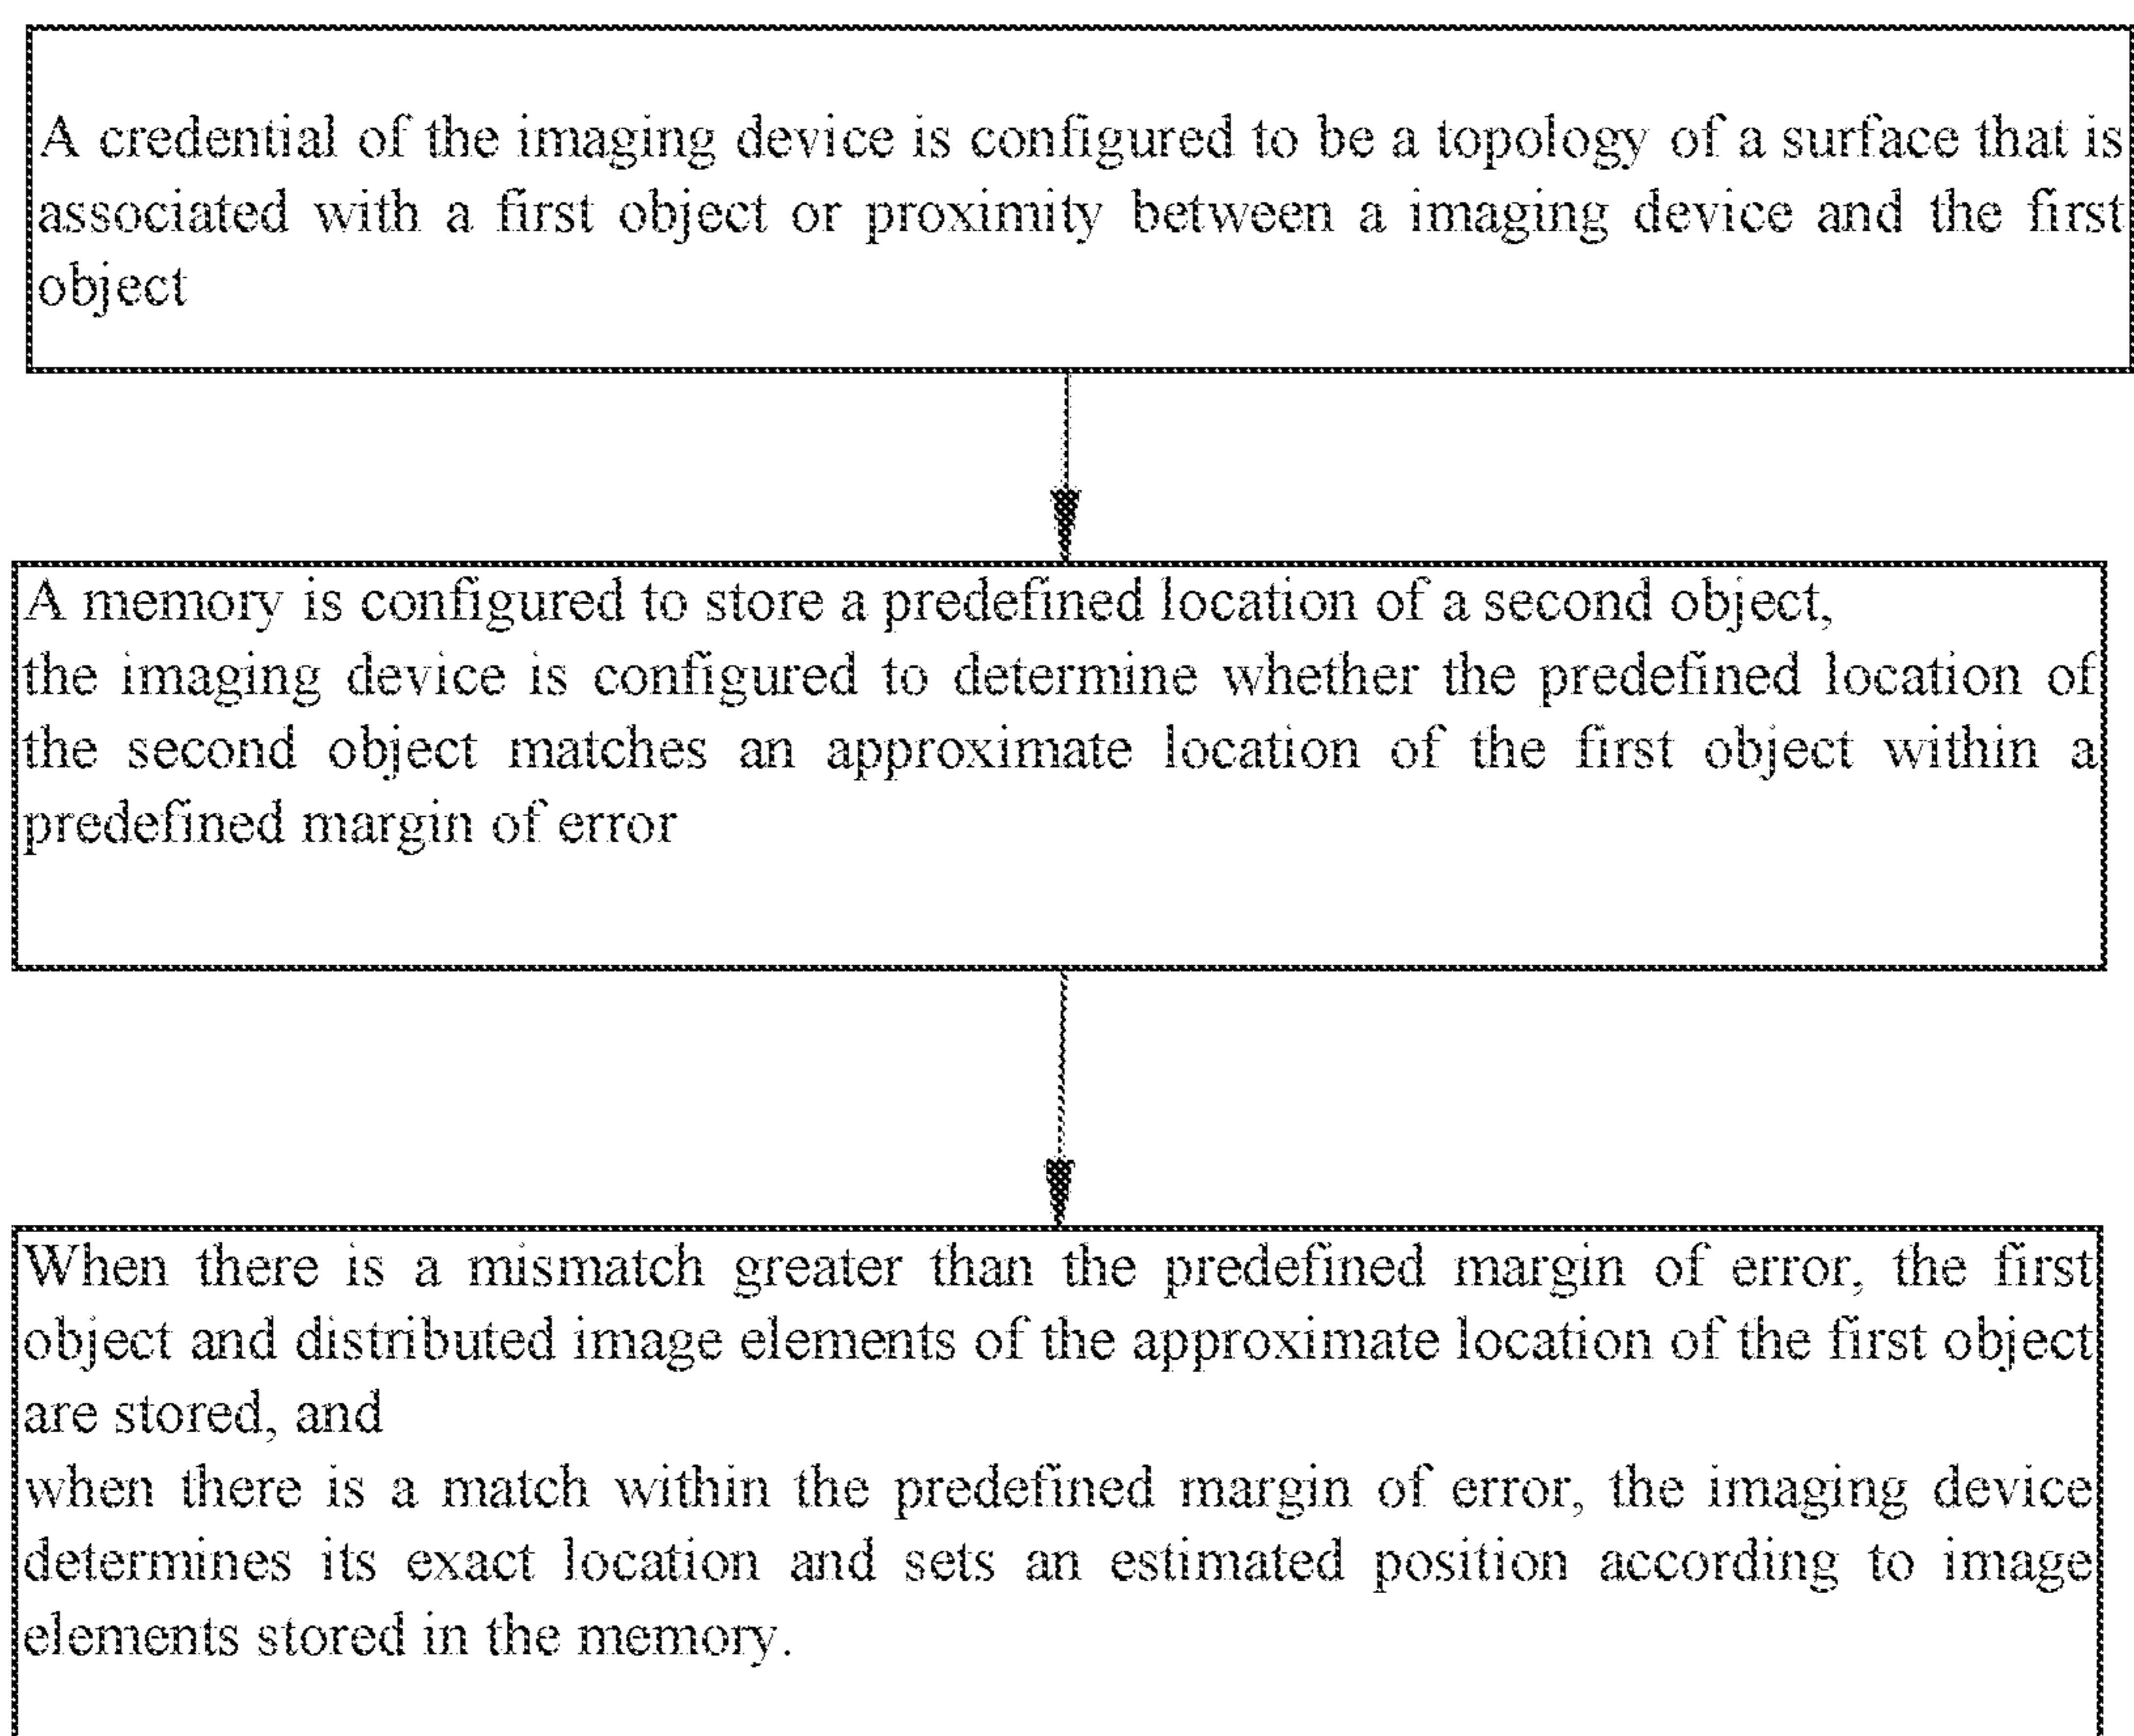 A credential of the imaging device is configured to be a topology of a surface that is
associated with a first object or proximity between a imaging device and the first
object
A memory is configured to store a predefined location of a second object,
the imaging device is configured to determine whether the predefined location of
the second object matches an approximate location of the first object within a
predefined margin of error
When there is a mismatch greater than the predefined margin of error, the first
object and distributed image elements of the approximate location of the first object
are stored, and
when there is a match within the predefined margin of error, the imaging device
determines its exact location and sets an estimated position according to image
elements stored in the memory.